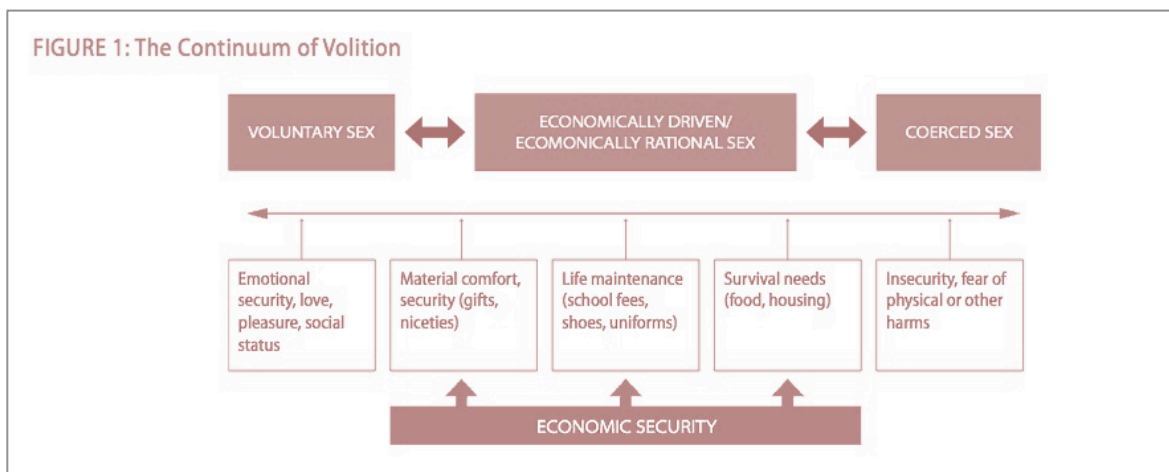 FIGURE 1: The Continuum of Volition
VOLUNTARY SEX
ECONOMICALLY DRIVEN/
ECOMONICALLY RATIONAL SEX
COERCED SEX
Emotional
security, love,
pleasure, social
status
Material comfort,
security (gifts,
niceties)
Life maintenance
(school fees,
shoes, uniforms)
Survival needs
(food, housing)
Insecurity, fear of
physical or other
harms
ECONOMIC SECURITY